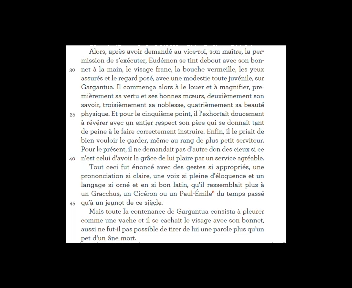 Alors, après avoir demandé au vice-roi, son maître, la per-
mission de s'exécuter, Eudémon se tint debout avec son bon-
30 net à la main, le visage franc, la bouche vermeille, les yeux
assurés et le regard posé, avec une modestie toute juvénile, sur
Gargantua. Il commença alors à le louer et à magnifier, pre-
mièrement sa vertu et ses bonnes mœurs, deuxièmement son
savoir, troisièmement sa noblesse, quatrièmement sa beauté
physique. Et pour le cinquième point, il l'exhortait doucement
à révérer avec un entier respect son père qui se donnait tant
de peine à le faire correctement instruire. Enfin, il le priait de
bien vouloir le garder, même au rang de plus petit serviteur.
Pour le présent, il ne demandait pas d'autre don des cieux si ce
60 n'est celui d'avoir la grâce de lui plaire par un service agréable.
Tout ceci fut énoncé avec des gestes si appropriés, une
prononciation si claire, une voix si pleine d'éloquence et un
langage si orné et en si bon latin, qu'il ressemblait plus à
un Gracchus, un Cicéron ou un Paul-Émile du temps passé
qu'à un jeunot de ce siècle.
Mais toute la contenance de Gargantua consista à pleurer
comme une vache et il se cachait le visage avec son bonnet,
aussi ne fut-il pas possible de tirer de lui une parole plus qu'un
pet d'un âne mort.